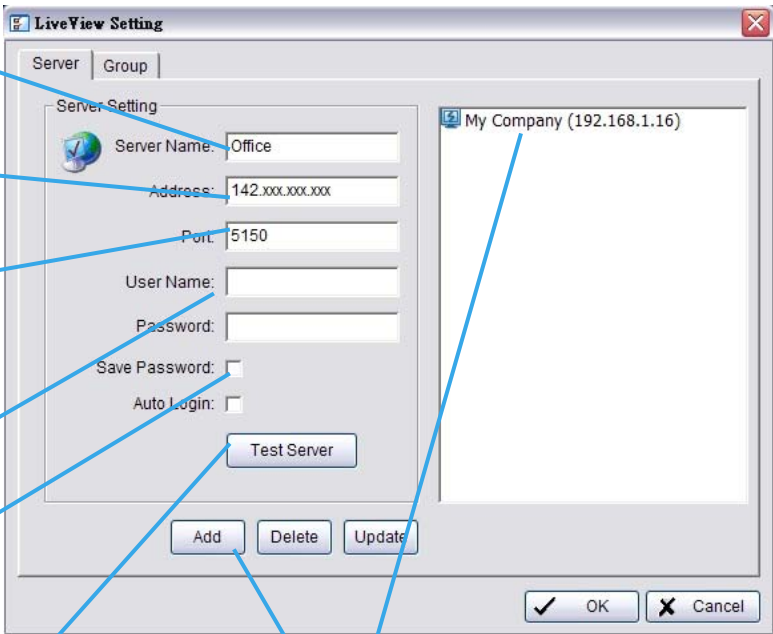 LiveView Setting
Server
Group
Server Setting
Server Name: Office
Address: 142.xxx.xxx.xxx
Port: 5150
User Name:
Password:
Save Password:
Auto Login:
Test Server
Add
Delete
Update
My Company (192.168.1.16)
OK
Cancel